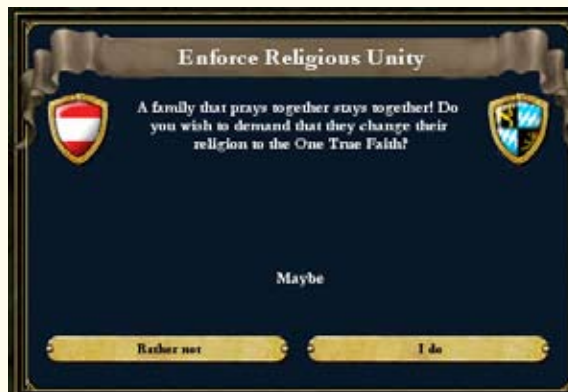 Enforce Religious Unity
A family that prays together stays together! Do
you wish to demand that they change their
religion to the One True Faith?
Maybe
Rather not
I do